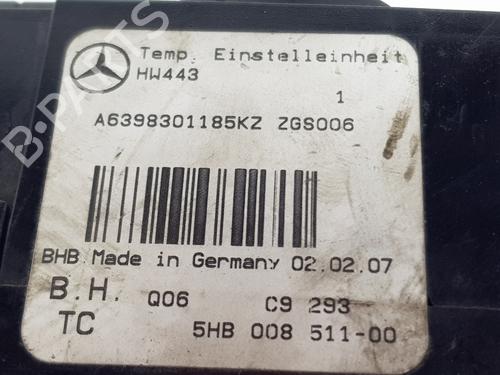 Temp. Einstelleinheit
HW443
1
A6398301185KZ ZGS006
BHB Made in Germany 02.02.07
B.H. Q06 C9 293
TC 5HB 008 511-00